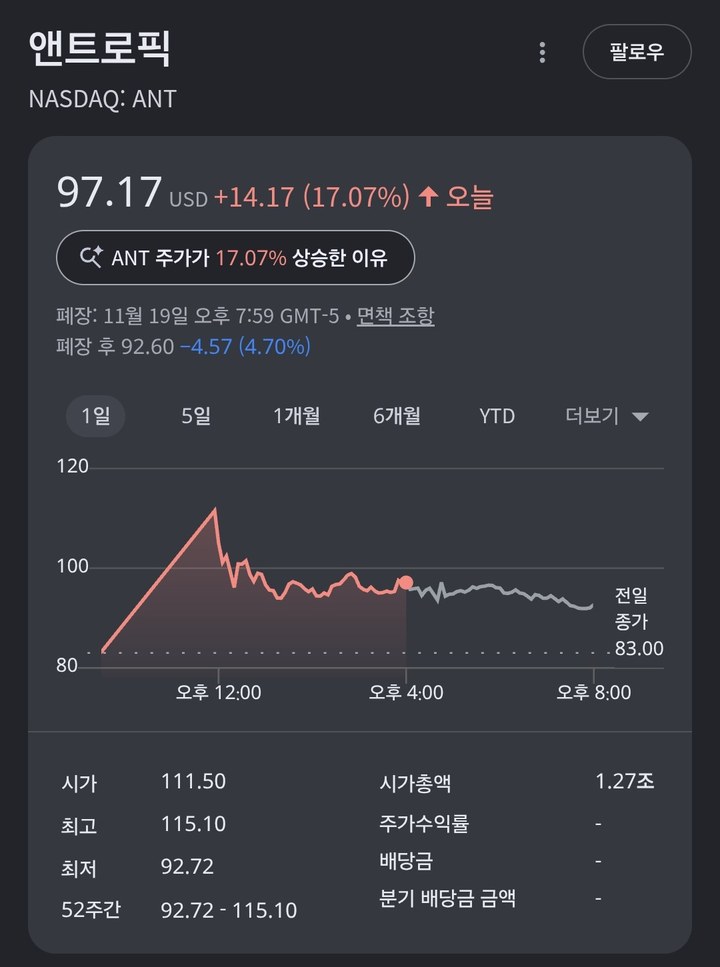 앤트로픽
팔로우
NASDAQ: ANT
97.17 USD +14.17 (17.07%) ↑ 오늘
ANT 주가가 17.07% 상승한 이유
폐장: 11월 19일 오후 7:59 GMT-5 • 면책 조항
폐장 후 92.60 −4.57 (4.70%)
1일 5일 1개월 6개월 YTD 더보기
120
100
80
전일
종가
83.00
오후 12:00 오후 4:00 오후 8:00
시가 111.50
최고 115.10
최저 92.72
52주간 92.72 - 115.10
시가총액 1.27조
주가수익률 -
배당금 -
분기 배당금 금액 -